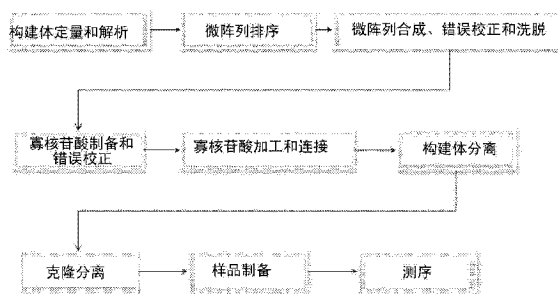 构建体定量和解析
微阵列排序
微阵列合成、错误校正和洗脱
寡核苷酸制备和
错误校正
寡核苷酸加工和连接
构建体分离
克隆分离
样品制备
测序